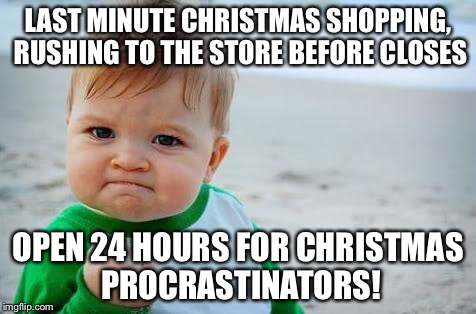 LAST MINUTE CHRISTMAS SHOPPING,
RUSHING TO THE STORE BEFORE CLOSES
OPEN 24 HOURS FOR CHRISTMAS
PROCRASTINATORS!
imgflip.com